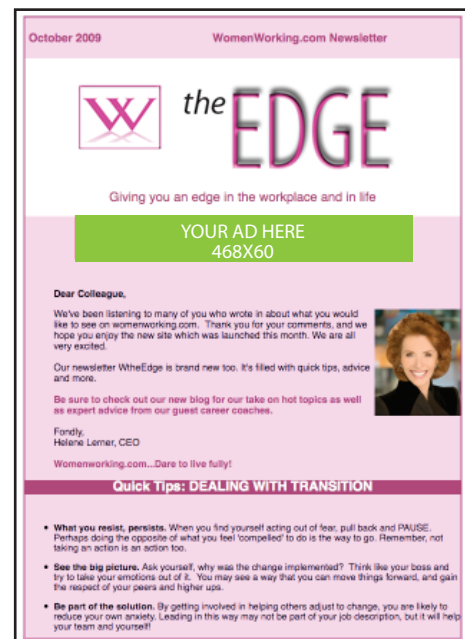 October 2009 WomenWorking.com Newsletter
W
the EDGE
Giving you an edge in the workplace and in life
YOUR AD HERE
468X60
Dear Colleague,
We've been listening to many of you who wrote in about what you would
like to see on womenworking.com. Thank you for your comments, and we
hope you enjoy the new site which was launched this month. We are all
very excited.
Our newsletter WtheEdge is brand new too. It's filled with quick tips, advice
and more.
Be sure to check out our new blog for our take on hot topics as well
as expert advice from our guest career coaches.
Fondly,
Helene Lerner, CEO
Womenworking.com...Dare to live fully!
Quick Tips: DEALING WITH TRANSITION
• What you resist, persists. When you find yourself acting out of fear, pull back and PAUSE.
Perhaps doing the opposite of what you feel 'compelled' to do is the way to go. Remember, not
taking an action is an action too.
• See the big picture. Ask yourself, why was the change implemented? Think like your boss and
try to take your emotions out of it. You may see a way that you can move things forward, and gain
the respect of your peers and higher ups.
• Be part of the solution. By getting involved in helping others adjust to change, you are likely to
reduce your own anxiety. Leading in this way may not be part of your job description, but it will help
your team and yourself!